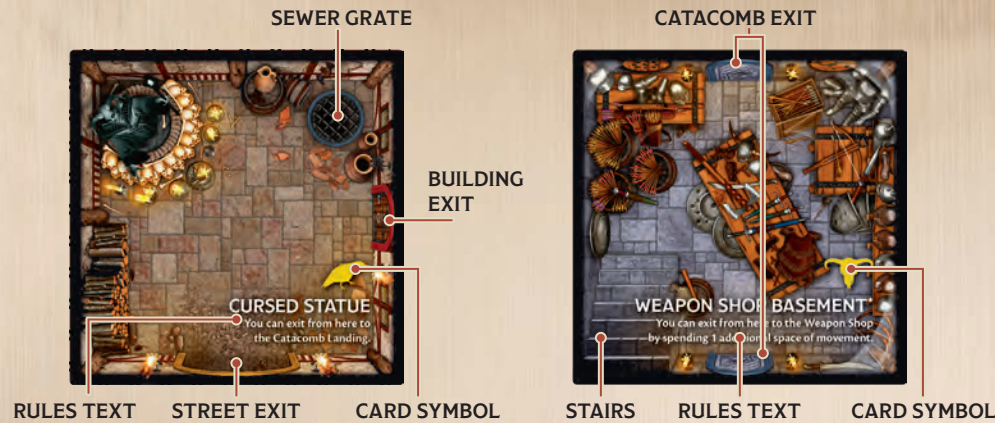 SEWER GRATE
CATACOMB EXIT
BUILDING
EXIT
CURSED STATUE
You can exit from here to
the Catacomb Landing.
WEAPON SHOP BASEMENT*
You can exit from here to the Weapon Shop
by spending 1 additional space of movement.
RULES TEXT
STREET EXIT
CARD SYMBOL
STAIRS
RULES TEXT
CARD SYMBOL